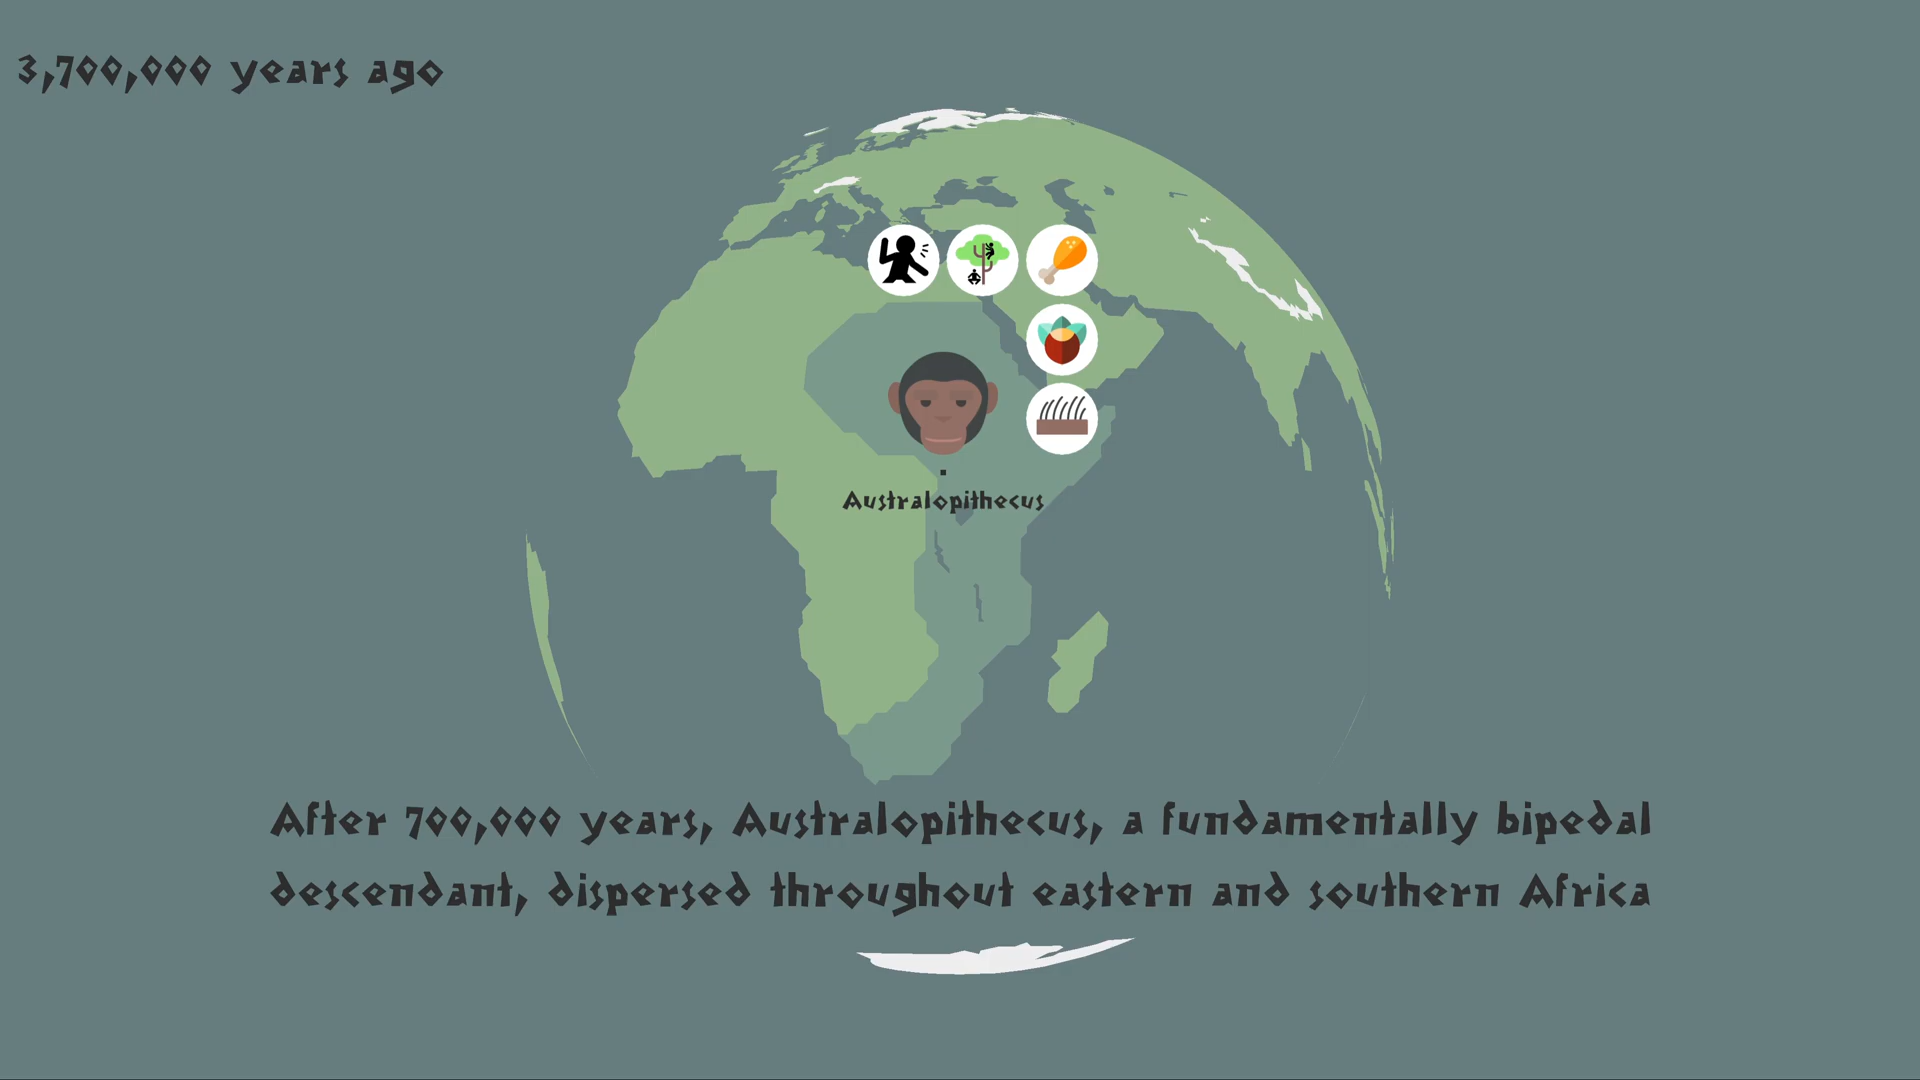 3,700,000 years ago
Australopithecus
After 700,000 years, Australopithecus, a fundamentally bipedal
descendant, dispersed throughout eastern and southern Africa